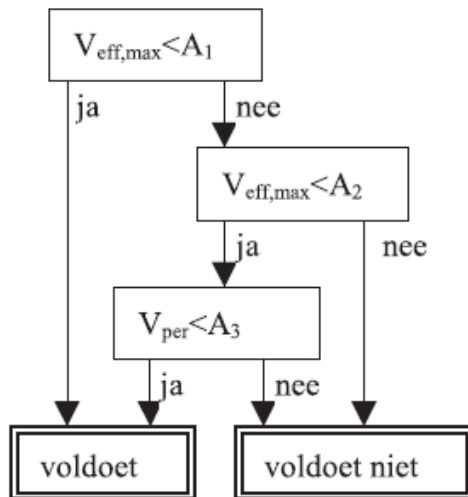 V_eff,max<A_1
ja
nee
V_eff,max<A_2
ja
nee
V_per<A_3
ja
nee
voldoet
voldoet niet